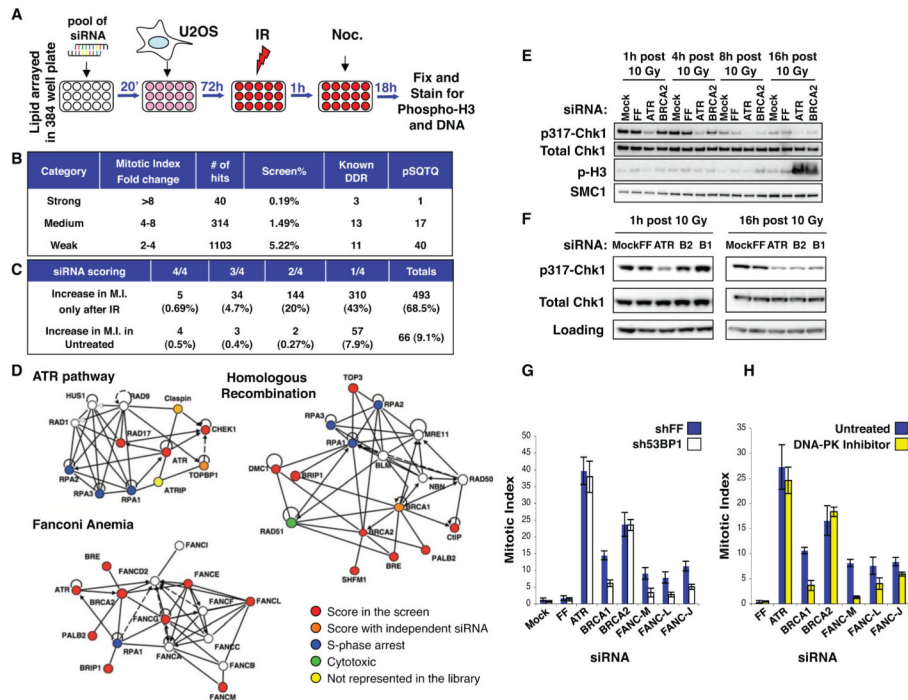 A
pool of
siRNA
U2OS
IR
Noc.
Lipid arrayed
in 384 well plate
20'
72h
1h
18h
Fix and
Stain for
Phospho-H3
and DNA
B
Category Mitotic Index Fold change # of hits Screen% Known DDR pSQTQ
Strong >8 40 0.19% 3 1
Medium 4-8 314 1.49% 13 17
Weak 2-4 1103 5.22% 11 40
C
siRNA scoring 4/4 3/4 2/4 1/4 Totals
Increase in M.I. only after IR 5 (0.69%) 34 (4.7%) 144 (20%) 310 (43%) 493 (68.5%)
Increase in M.I. in Untreated 4 (0.5%) 3 (0.4%) 2 (0.27%) 57 (7.9%) 66 (9.1%)
D
ATR pathway
HUS1
RAD9
Claspin
RAD1
RAD17
CHEK1
ATR
TOPBP1
RPA2
RPA3
RPA1
ATRIP
Homologous
Recombination
TOP3
RPA3
RPA2
RPA1
MRE11
BLM
DMC1
BRIP1
NBN
RAD50
BRCA1
RAD51
BRCA2
CtIP
PALB2
BRE
SHFM1
Fanconi Anemia
BRE
FANCI
FANCD2
ATR
FANCE
BRCA2
FANCF
FANCL
FANCG
PALB2
RPA1
FANCA
FANCC
BRIP1
FANCB
FANCM
Score in the screen
Score with independent siRNA
S-phase arrest
Cytotoxic
Not represented in the library
E
1h post 10 Gy 4h post 10 Gy 8h post 10 Gy 16h post 10 Gy
siRNA: Mock FF ATR BRCA2 Mock FF ATR BRCA2 Mock FF ATR BRCA2 Mock FF ATR BRCA2
p317-Chk1
Total Chk1
p-H3
SMC1
F
1h post 10 Gy 16h post 10 Gy
siRNA: MockFF ATR B2 B1 MockFF ATR B2 B1
p317-Chk1
Total Chk1
Loading
G
shFF
sh53BP1
Mitotic Index
45
40
35
30
25
20
15
10
5
0
Mock FF ATR BRCA1 BRCA2 FANC-M FANC-L FANC-J
siRNA
H
Untreated
DNA-PK Inhibitor
Mitotic Index
35
30
25
20
15
10
5
0
FF ATR BRCA1 BRCA2 FANC-M FANC-L FANC-J
siRNA